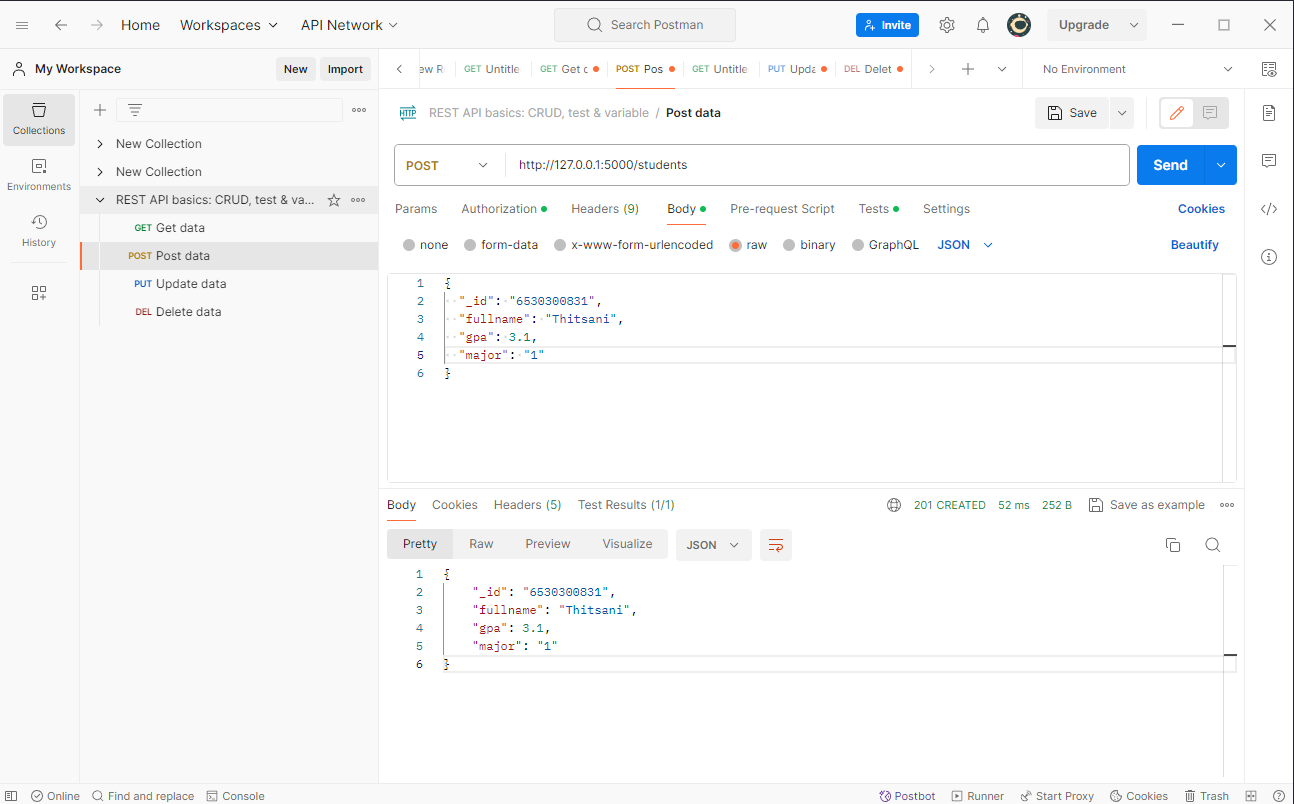 Home Workspaces API Network Search Postman Invite Upgrade
My Workspace New Import
ew R GET Untitle GET Get c POST Pos GET Untitle PUT Upda DEL Delet No Environment
Collections
Environments
History
New Collection
New Collection
REST API basics: CRUD, test & va...
GET Get data
POST Post data
PUT Update data
DEL Delete data
HTTP REST API basics: CRUD, test & variable / Post data Save
POST http://127.0.0.1:5000/students Send
Params Authorization Headers (9) Body Pre-request Script Tests Settings Cookies
none form-data x-www-form-urlencoded raw binary GraphQL JSON Beautify
1 {
2 "_id": "6530300831",
3 "fullname": "Thitsani",
4 "gpa": 3.1,
5 "major": "1"
6 }
Body Cookies Headers (5) Test Results (1/1) 201 CREATED 52 ms 252 B Save as example
Pretty Raw Preview Visualize JSON
1 {
2 "_id": "6530300831",
3 "fullname": "Thitsani",
4 "gpa": 3.1,
5 "major": "1"
6 }
Online Find and replace Console Postbot Runner Start Proxy Cookies Trash